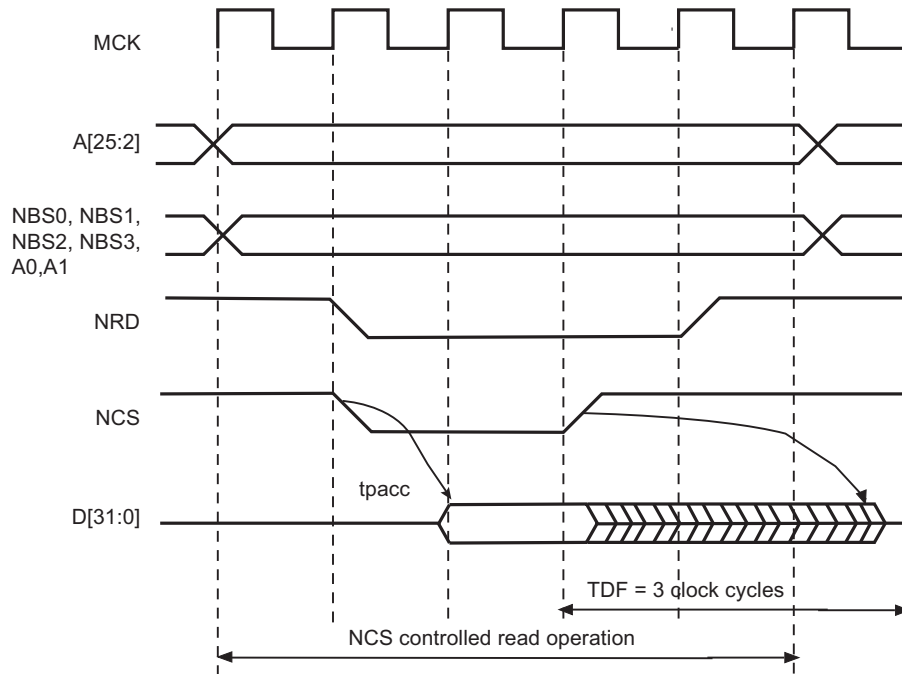 MCK
A[25:2]
NBS0, NBS1,
NBS2, NBS3,
A0,A1
NRD
NCS
tpacc
D[31:0]
TDF = 3 clock cycles
NCS controlled read operation